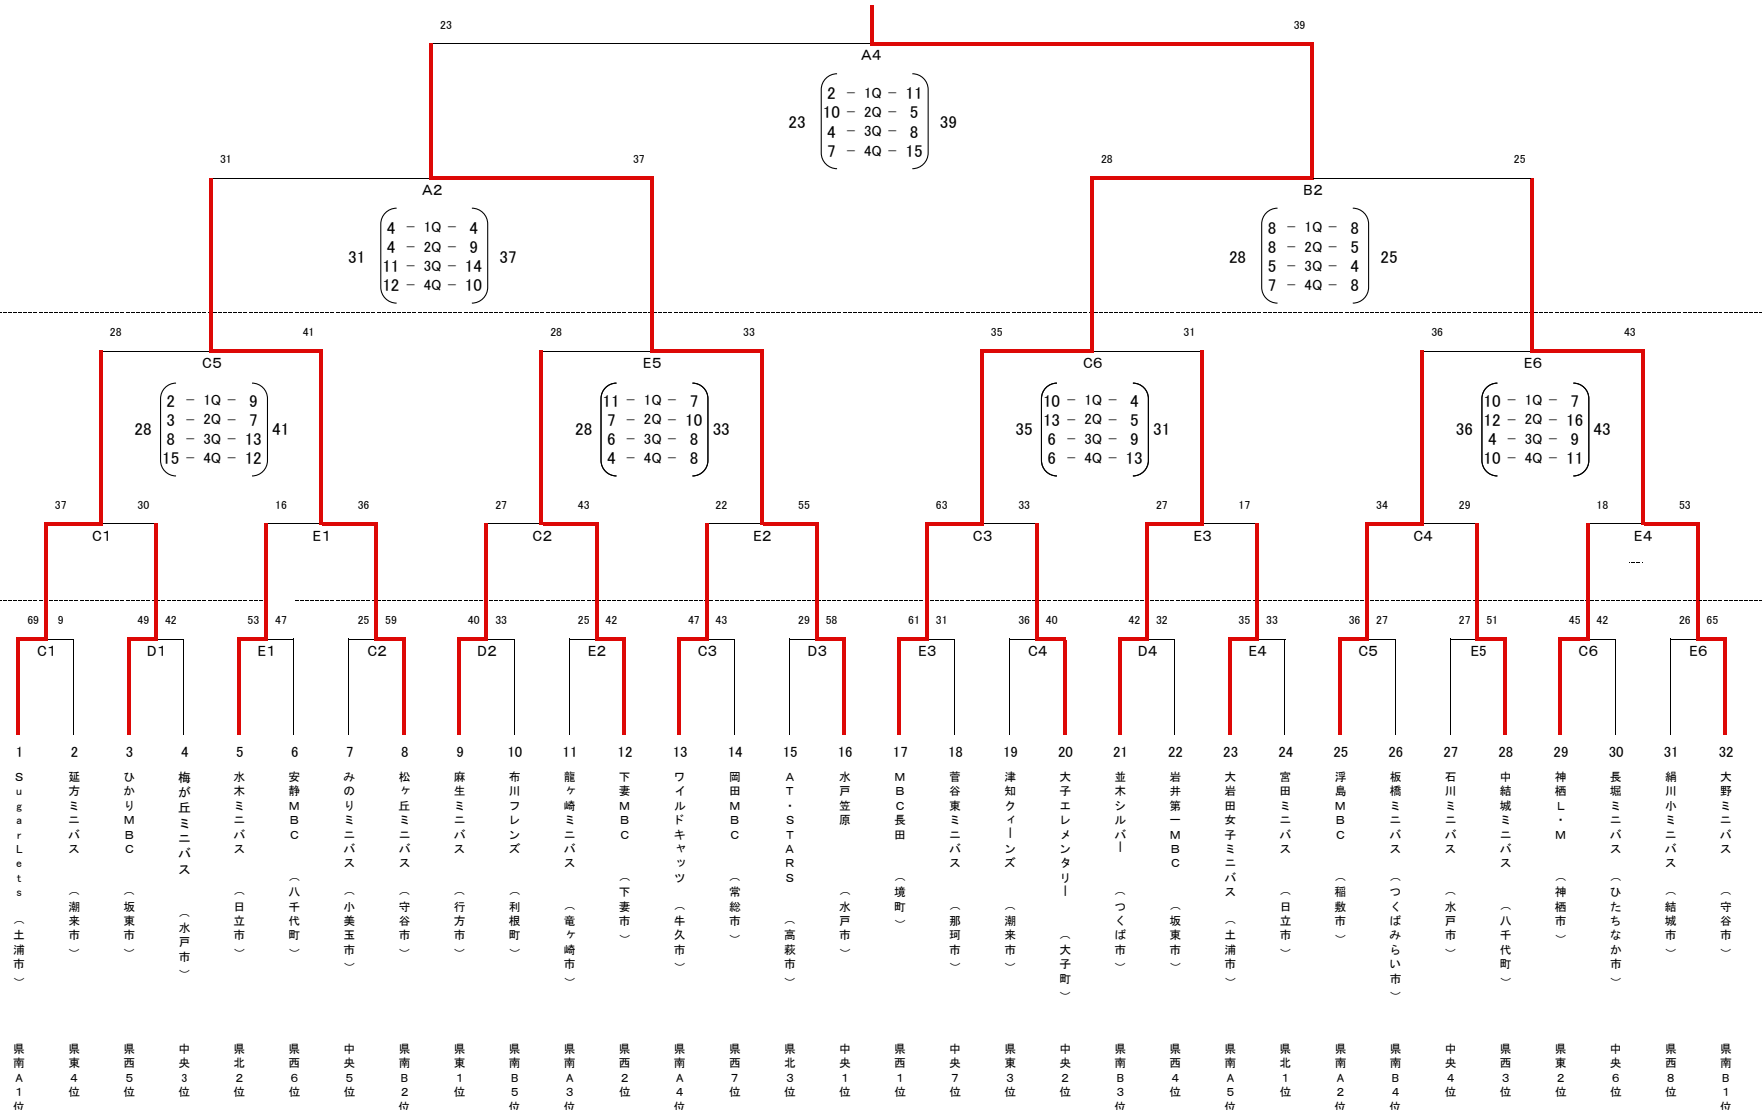 23 39
A4
2 － 1Q － 11
10 － 2Q － 5
23 39
4 － 3Q － 8
7 － 4Q － 15
31 37 28 25
A2 B2
4 － 1Q － 4
4 － 2Q － 9
31 37
11 － 3Q － 14
12 － 4Q － 10
8 － 1Q － 8
8 － 2Q － 5
28 25
5 － 3Q － 4
7 － 4Q － 8
28 41 28 33 35 31 36 43
C5 E5 C6 E6
2 － 1Q － 9
3 － 2Q － 7
28 41
8 － 3Q － 13
15 － 4Q － 12
11 － 1Q － 7
7 － 2Q － 10
28 33
6 － 3Q － 8
4 － 4Q － 8
10 － 1Q － 4
13 － 2Q － 5
35 31
6 － 3Q － 9
6 － 4Q － 13
10 － 1Q － 7
12 － 2Q － 16
36 43
4 － 3Q － 9
10 － 4Q － 11
37 30 16 36 27 43 22 55 63 33 27 17 34 29 18 53
C1 E1 C2 E2 C3 E3 C4 E4
69 9 49 42 53 47 25 59 40 33 25 42 47 43 29 58 61 31 36 40 42 32 35 33 36 27 27 51 45 42 26 65
C1 D1 E1 C2 D2 E2 C3 D3 E3 C4 D4 E4 C5 E5 C6 E6
1 SugarLets （土浦市） 県南A1位
2 延方ミニバス （潮来市） 県東4位
3 ひかりMBC （坂東市） 県西5位
4 梅が丘ミニバス （水戸市） 中央3位
5 水木ミニバス （日立市） 県北2位
6 安静MBC （八千代町） 県西6位
7 みのりミニバス （小美玉市） 中央5位
8 松ヶ丘ミニバス （守谷市） 県南B2位
9 麻生ミニバス （行方市） 県東1位
10 布川フレンズ （利根町） 県南B5位
11 龍ヶ崎ミニバス （竜ヶ崎市） 県南A3位
12 下妻MBC （下妻市） 県西2位
13 ワイルドキャッツ （牛久市） 県南A4位
14 岡田MBC （常総市） 県西7位
15 AT・STARS （高萩市） 県北3位
16 水戸笠原 （水戸市） 中央1位
17 MBC長田 （境町） 県西1位
18 菅谷東ミニバス （那珂市） 中央7位
19 津知クィーンズ （潮来市） 県東3位
20 大子エレメンタリー （大子町） 中央2位
21 並木シルバー （つくば市） 県南B3位
22 岩井第一MBC （坂東市） 県西4位
23 大岩田女子ミニバス （土浦市） 県南A5位
24 宮田ミニバス （日立市） 県北1位
25 浮島MBC （稲敷市） 県南A2位
26 板橋ミニバス （つくばみらい市） 県南B4位
27 石川ミニバス （水戸市） 中央4位
28 中結城ミニバス （八千代町） 県西3位
29 神栖L・M （神栖市） 県東2位
30 長堀ミニバス （ひたちなか市） 中央6位
31 絹川小ミニバス （結城市） 県西8位
32 大野ミニバス （守谷市） 県南B1位